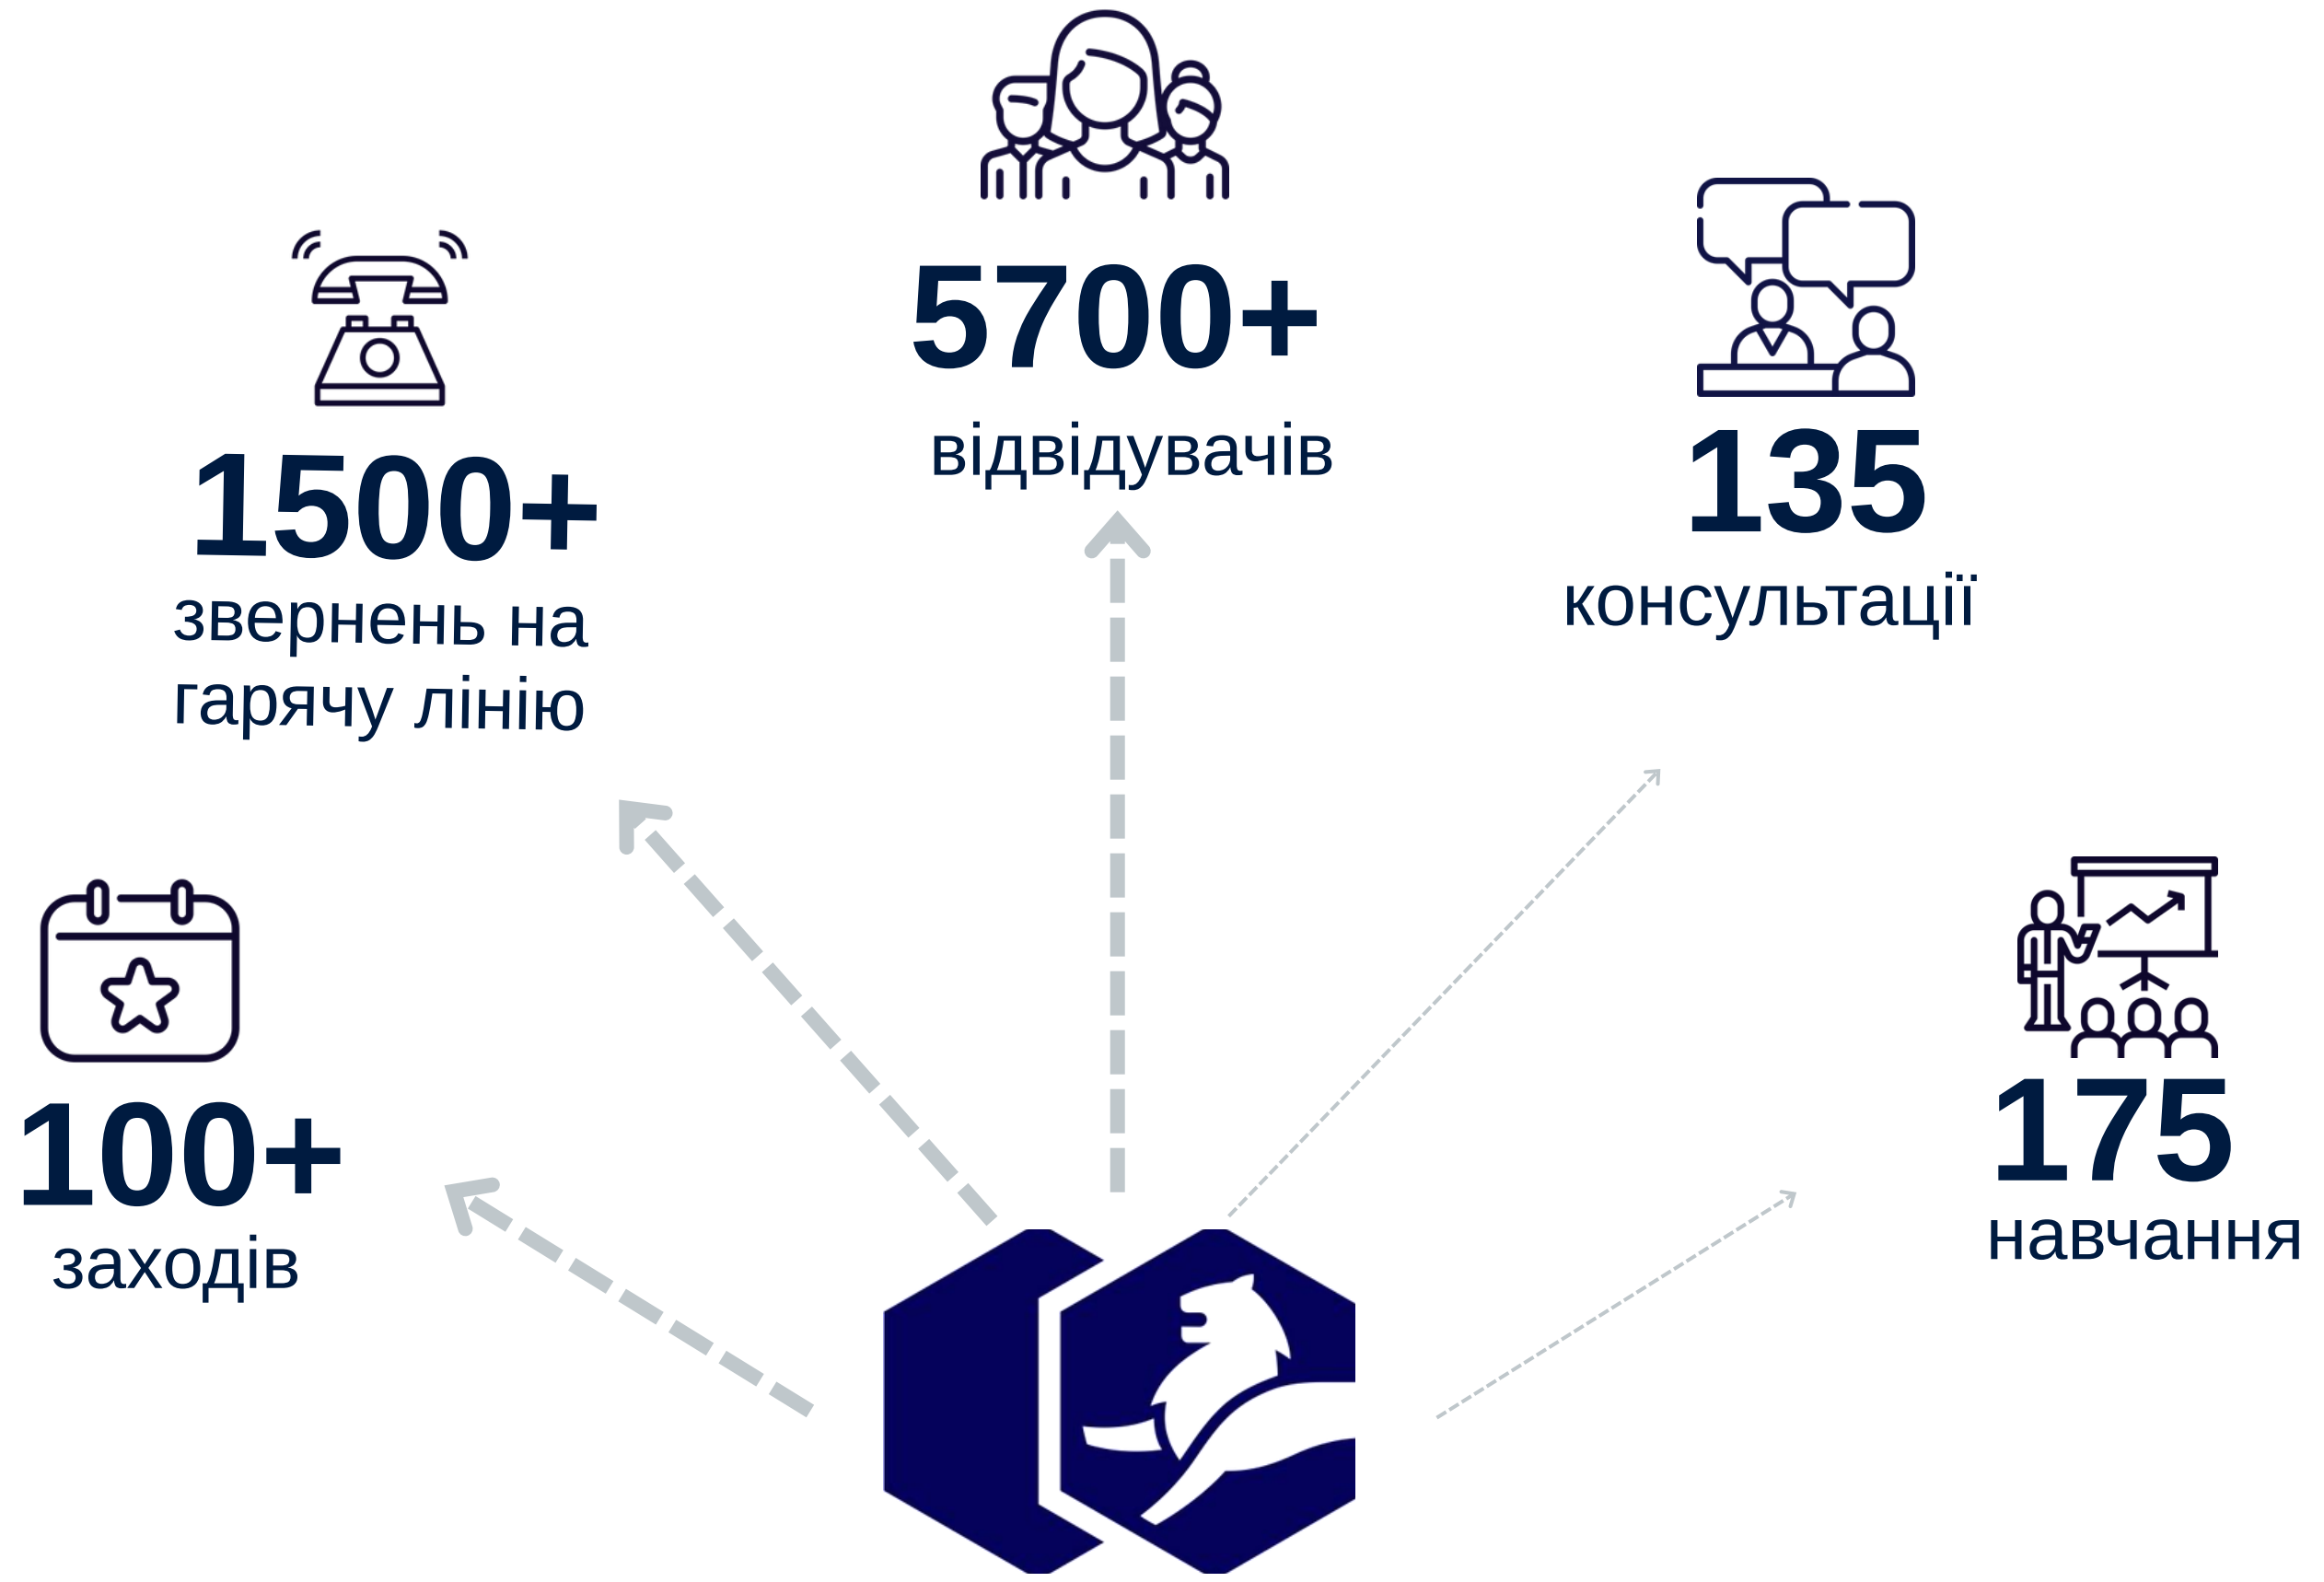 5700+
відвідувачів
1500+
звернень на
гарячу лінію
135
консультації
100+
заходів
175
навчання